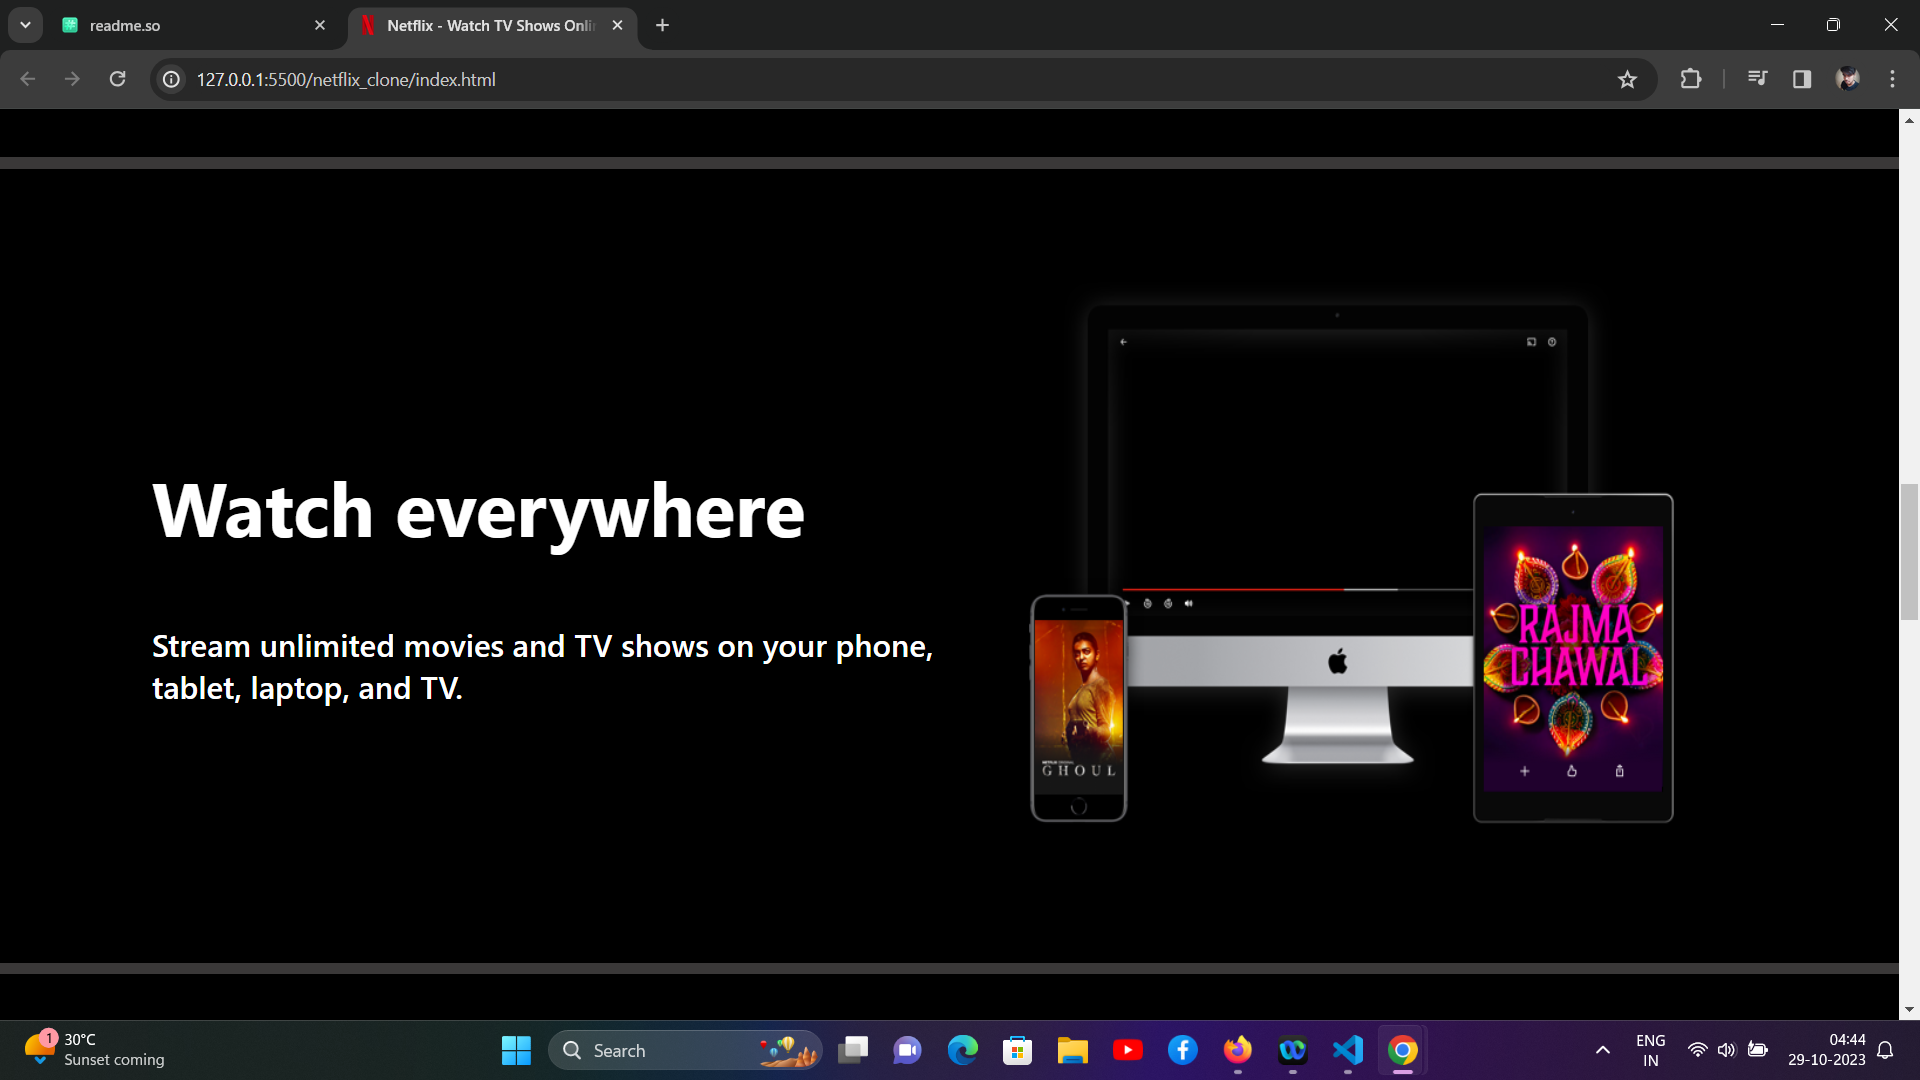 readme.so
Netflix - Watch TV Shows Onli
127.0.0.1:5500/netflix_clone/index.html
Watch everywhere
Stream unlimited movies and TV shows on your phone,
tablet, laptop, and TV.
RAJMA
CHAWAL
GHOUL
1
30°C
Sunset coming
Search
ENG
IN
04:44
29-10-2023